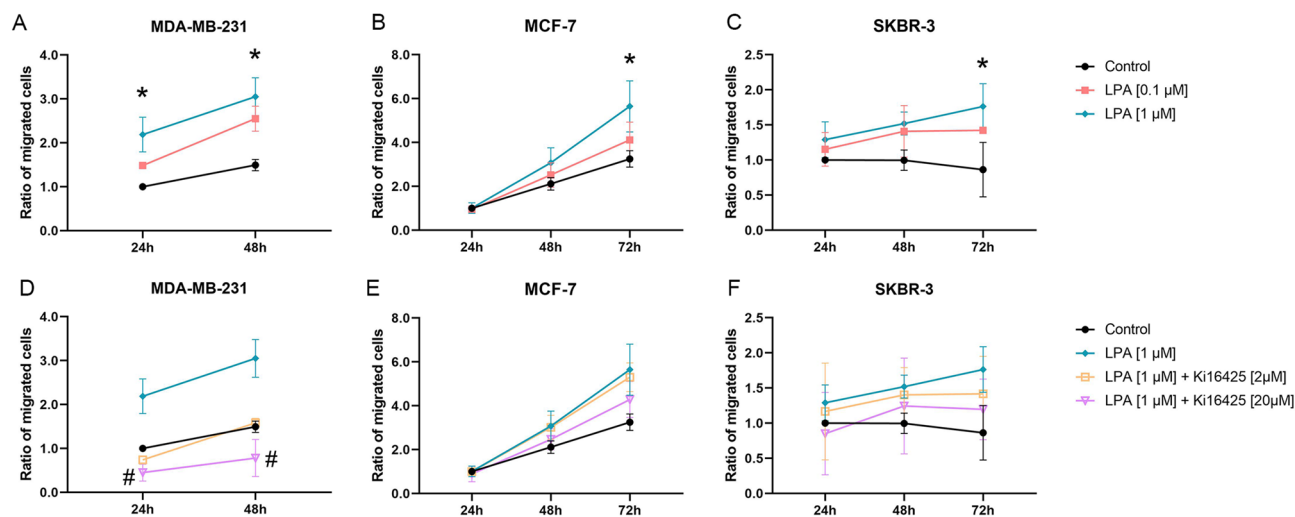 A
MDA-MB-231
Ratio of migrated cells
4.0
3.0
2.0
1.0
0.0
*
*
24h
48h
B
MCF-7
Ratio of migrated cells
8.0
6.0
4.0
2.0
0.0
*
24h
48h
72h
C
SKBR-3
Ratio of migrated cells
2.5
2.0
1.5
1.0
0.5
0.0
*
24h
48h
72h
Control
LPA [0.1 μM]
LPA [1 μM]
D
MDA-MB-231
Ratio of migrated cells
4.0
3.0
2.0
1.0
0.0
#
#
24h
48h
E
MCF-7
Ratio of migrated cells
8.0
6.0
4.0
2.0
0.0
24h
48h
72h
F
SKBR-3
Ratio of migrated cells
2.5
2.0
1.5
1.0
0.5
0.0
24h
48h
72h
Control
LPA [1 μM]
LPA [1 μM] + Ki16425 [2μM]
LPA [1 μM] + Ki16425 [20μM]